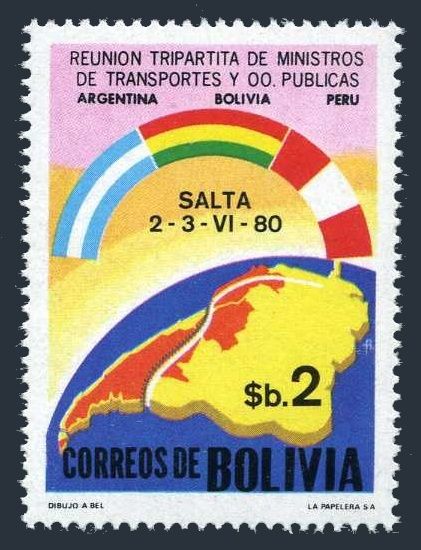 REUNION TRIPARTITA DE MINISTROS
DE TRANSPORTES Y OO. PUBLICAS
ARGENTINA BOLIVIA PERU
SALTA
2-3-VI-80
$b.2
CORREOS DE BOLIVIA
DIBUJO A BEL LA PAPELERA S A